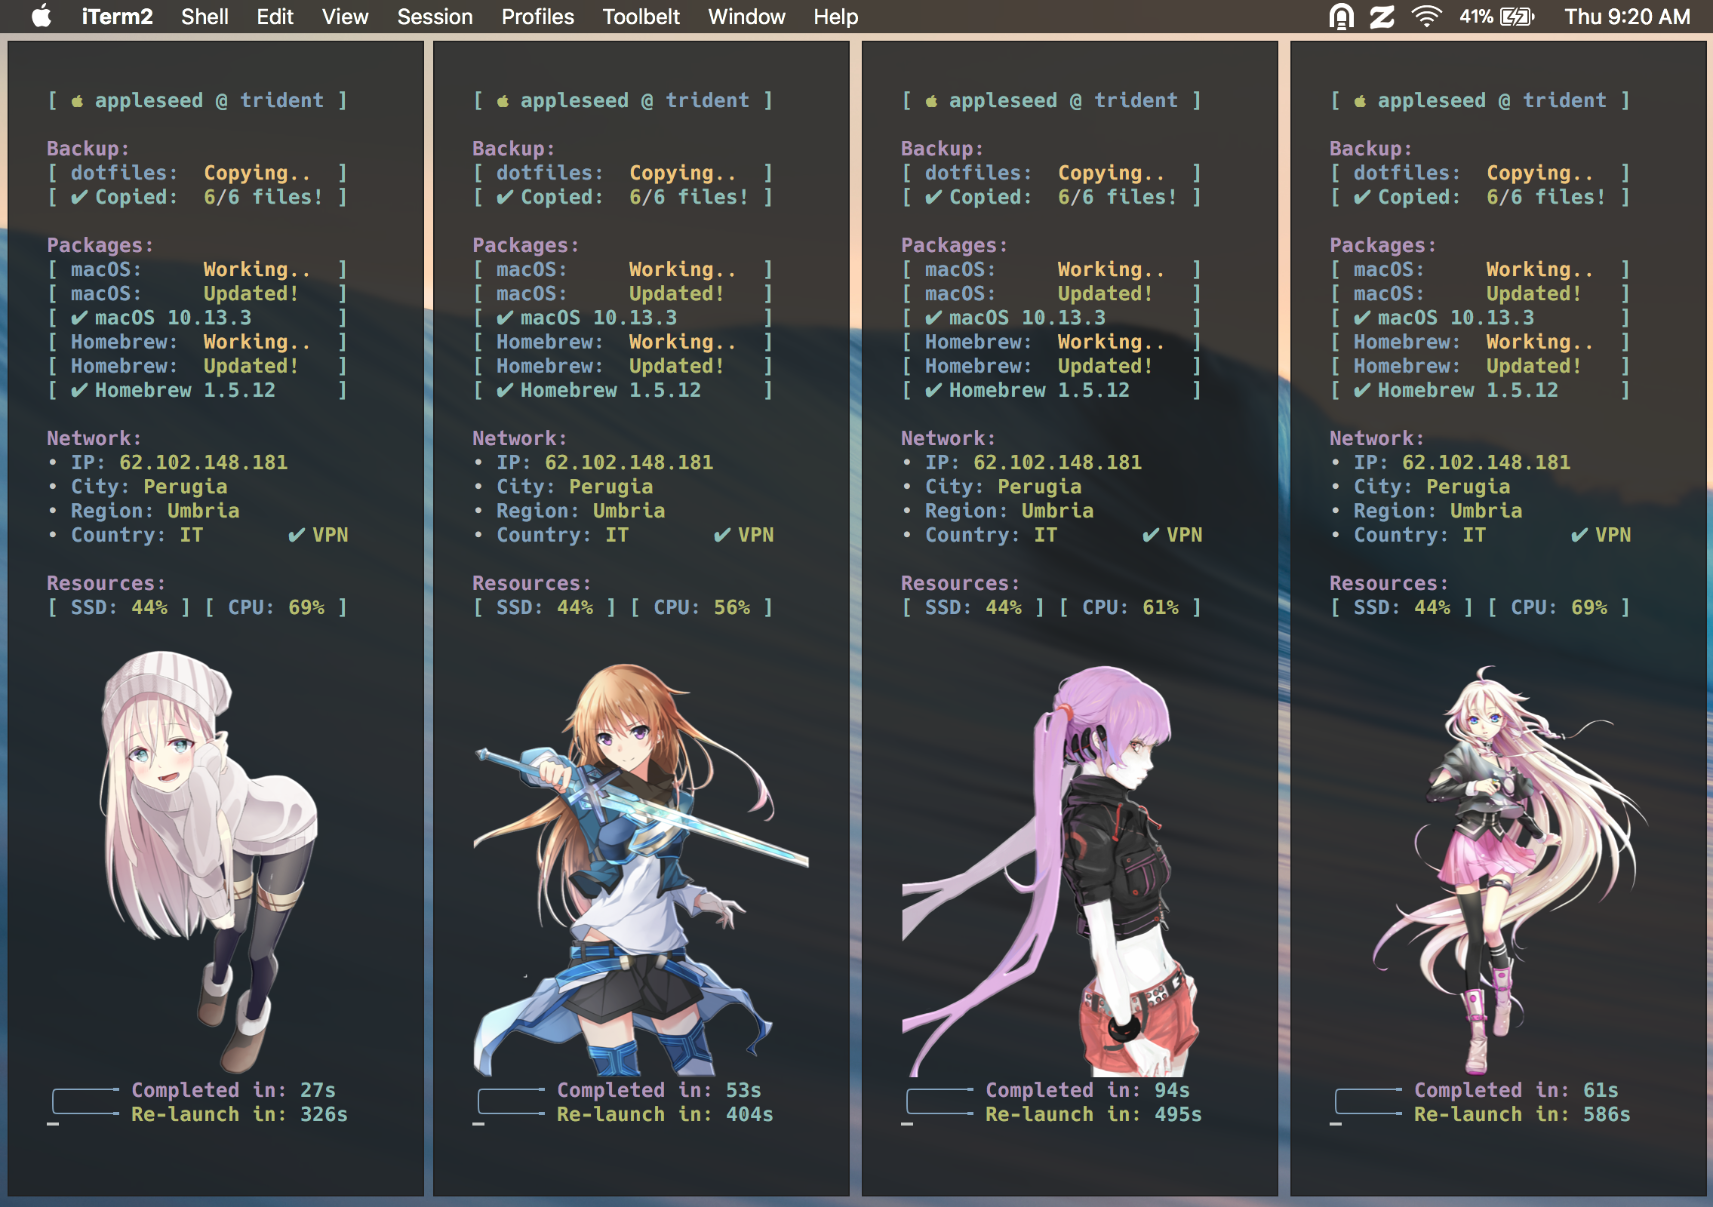 iTerm2 Shell Edit View Session Profiles Toolbelt Window Help 41% Thu 9:20 AM
[ appleseed @ trident ]
Backup:
[ dotfiles: Copying.. ]
[ ✔ Copied: 6/6 files! ]
Packages:
[ macOS: Working.. ]
[ macOS: Updated! ]
[ ✔ macOS 10.13.3 ]
[ Homebrew: Working.. ]
[ Homebrew: Updated! ]
[ ✔ Homebrew 1.5.12 ]
Network:
• IP: 62.102.148.181
• City: Perugia
• Region: Umbria
• Country: IT ✔ VPN
Resources:
[ SSD: 44% ] [ CPU: 69% ]
Completed in: 27s
Re-launch in: 326s
[ appleseed @ trident ]
Backup:
[ dotfiles: Copying.. ]
[ ✔ Copied: 6/6 files! ]
Packages:
[ macOS: Working.. ]
[ macOS: Updated! ]
[ ✔ macOS 10.13.3 ]
[ Homebrew: Working.. ]
[ Homebrew: Updated! ]
[ ✔ Homebrew 1.5.12 ]
Network:
• IP: 62.102.148.181
• City: Perugia
• Region: Umbria
• Country: IT ✔ VPN
Resources:
[ SSD: 44% ] [ CPU: 56% ]
Completed in: 53s
Re-launch in: 404s
[ appleseed @ trident ]
Backup:
[ dotfiles: Copying.. ]
[ ✔ Copied: 6/6 files! ]
Packages:
[ macOS: Working.. ]
[ macOS: Updated! ]
[ ✔ macOS 10.13.3 ]
[ Homebrew: Working.. ]
[ Homebrew: Updated! ]
[ ✔ Homebrew 1.5.12 ]
Network:
• IP: 62.102.148.181
• City: Perugia
• Region: Umbria
• Country: IT ✔ VPN
Resources:
[ SSD: 44% ] [ CPU: 61% ]
Completed in: 94s
Re-launch in: 495s
[ appleseed @ trident ]
Backup:
[ dotfiles: Copying.. ]
[ ✔ Copied: 6/6 files! ]
Packages:
[ macOS: Working.. ]
[ macOS: Updated! ]
[ ✔ macOS 10.13.3 ]
[ Homebrew: Working.. ]
[ Homebrew: Updated! ]
[ ✔ Homebrew 1.5.12 ]
Network:
• IP: 62.102.148.181
• City: Perugia
• Region: Umbria
• Country: IT ✔ VPN
Resources:
[ SSD: 44% ] [ CPU: 69% ]
Completed in: 61s
Re-launch in: 586s